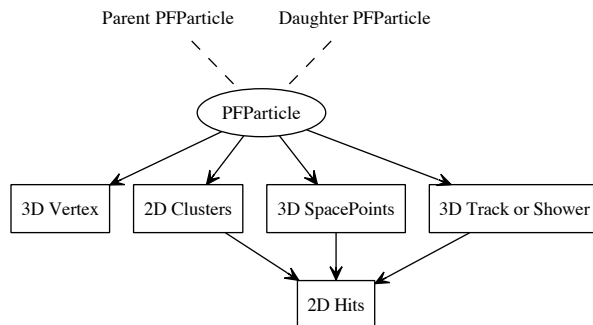 Parent PFParticle
Daughter PFParticle
PFParticle
3D Vertex
2D Clusters
3D SpacePoints
3D Track or Shower
2D Hits